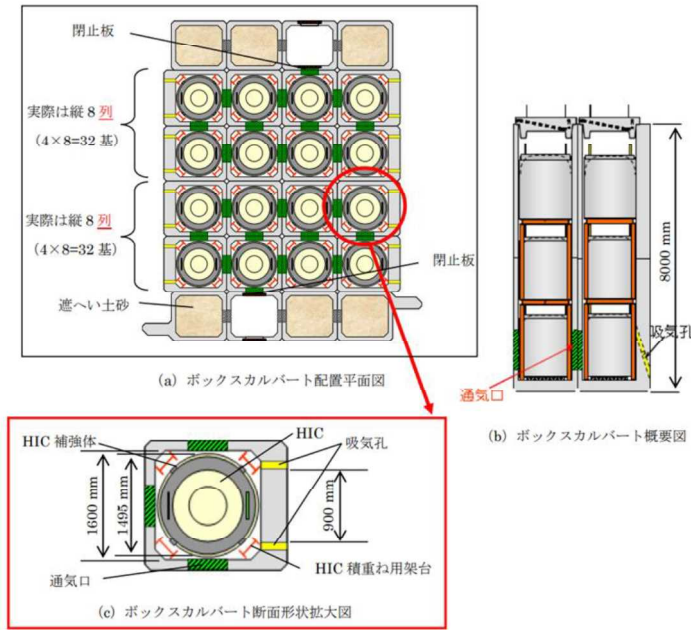 閉止板
実際は縦 8 列
(4×8=32 基)
実際は縦 8 列
(4×8=32 基)
閉止板
遮へい土砂
(a) ボックスカルバート配置平面図
8000 mm
吸気孔
通気口
(b) ボックスカルバート概要図
HIC 補強体
HIC
吸気孔
1600 mm
1495 mm
900 mm
通気口
HIC 積重ね用架台
(c) ボックスカルバート断面形状拡大図